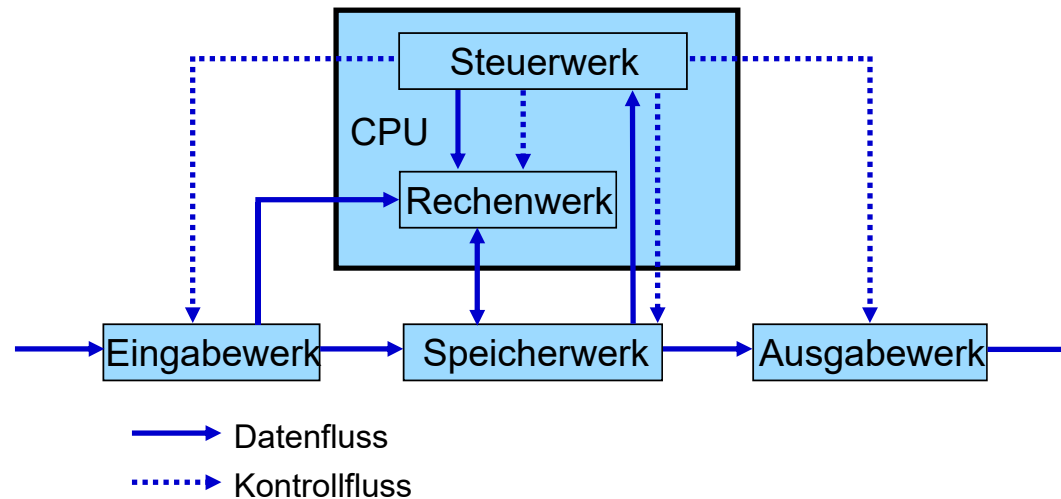 Steuerwerk
CPU
Rechenwerk
Eingabewerk
Speicherwerk
Ausgabewerk
Datenfluss
Kontrollfluss